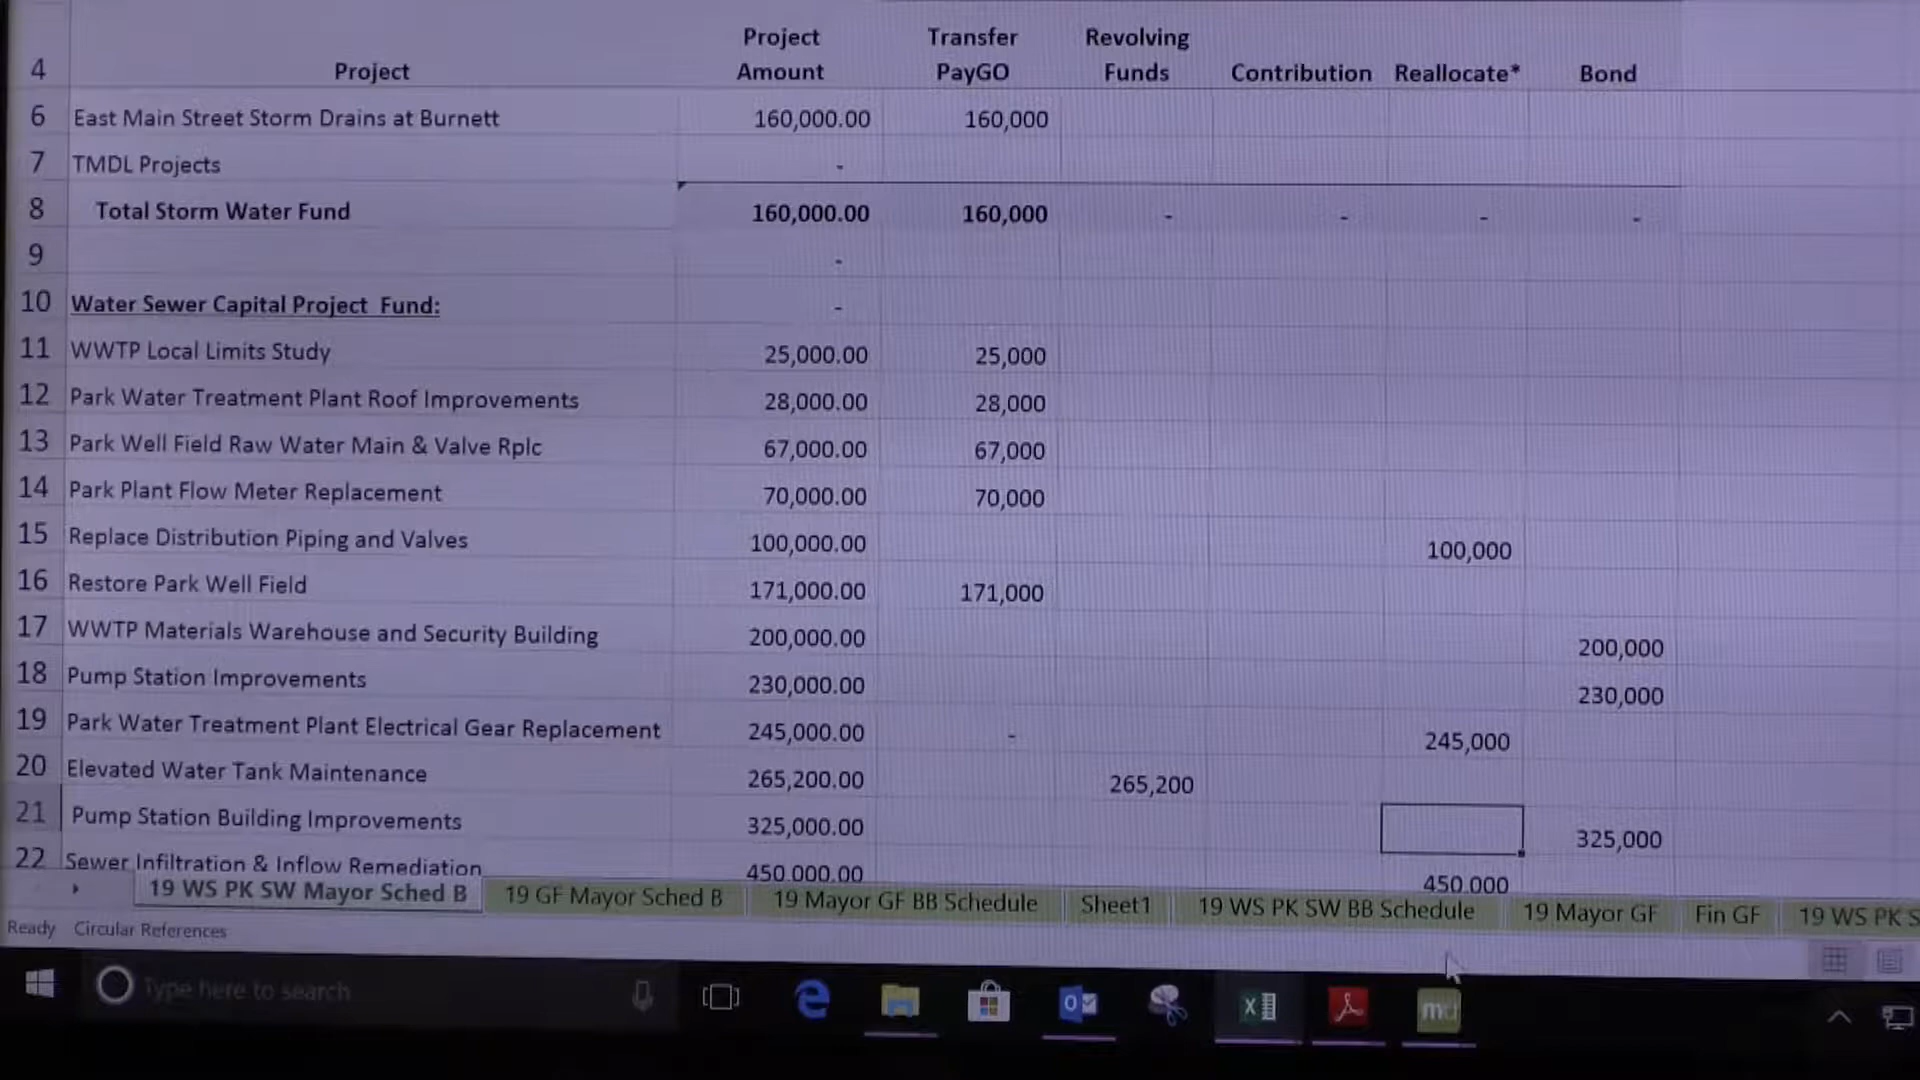 Project Transfer Revolving
4 Project Amount PayGO Funds Contribution Reallocate* Bond
6 East Main Street Storm Drains at Burnett 160,000.00 160,000
7 TMDL Projects -
8 Total Storm Water Fund 160,000.00 160,000 - - - -
9 -
10 Water Sewer Capital Project Fund: -
11 WWTP Local Limits Study 25,000.00 25,000
12 Park Water Treatment Plant Roof Improvements 28,000.00 28,000
13 Park Well Field Raw Water Main & Valve Rplc 67,000.00 67,000
14 Park Plant Flow Meter Replacement 70,000.00 70,000
15 Replace Distribution Piping and Valves 100,000.00 100,000
16 Restore Park Well Field 171,000.00 171,000
17 WWTP Materials Warehouse and Security Building 200,000.00 200,000
18 Pump Station Improvements 230,000.00 230,000
19 Park Water Treatment Plant Electrical Gear Replacement 245,000.00 - 245,000
20 Elevated Water Tank Maintenance 265,200.00 265,200
21 Pump Station Building Improvements 325,000.00 325,000
22 Sewer Infiltration & Inflow Remediation 450,000.00 450,000
19 WS PK SW Mayor Sched B 19 GF Mayor Sched B 19 Mayor GF BB Schedule Sheet1 19 WS PK SW BB Schedule 19 Mayor GF Fin GF 19 WS PK S
Ready Circular References
Type here to search